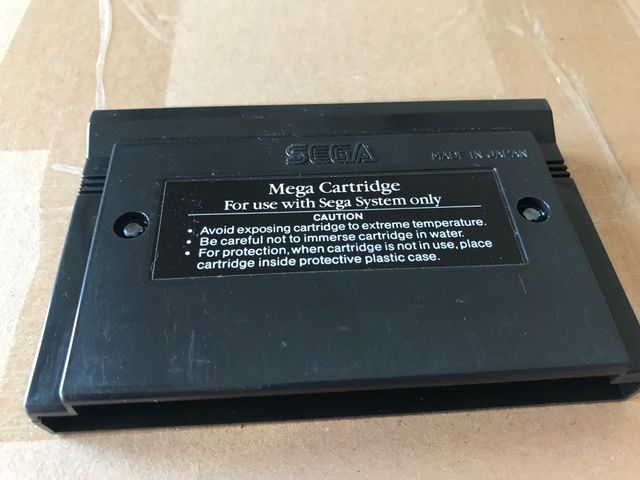 SEGA
MADE IN JAPAN
Mega Cartridge
For use with Sega System only
CAUTION
• Avoid exposing cartridge to extreme temperature.
• Be careful not to immerse cartridge in water.
• For protection, when cartridge is not in use, place
cartridge inside protective plastic case.